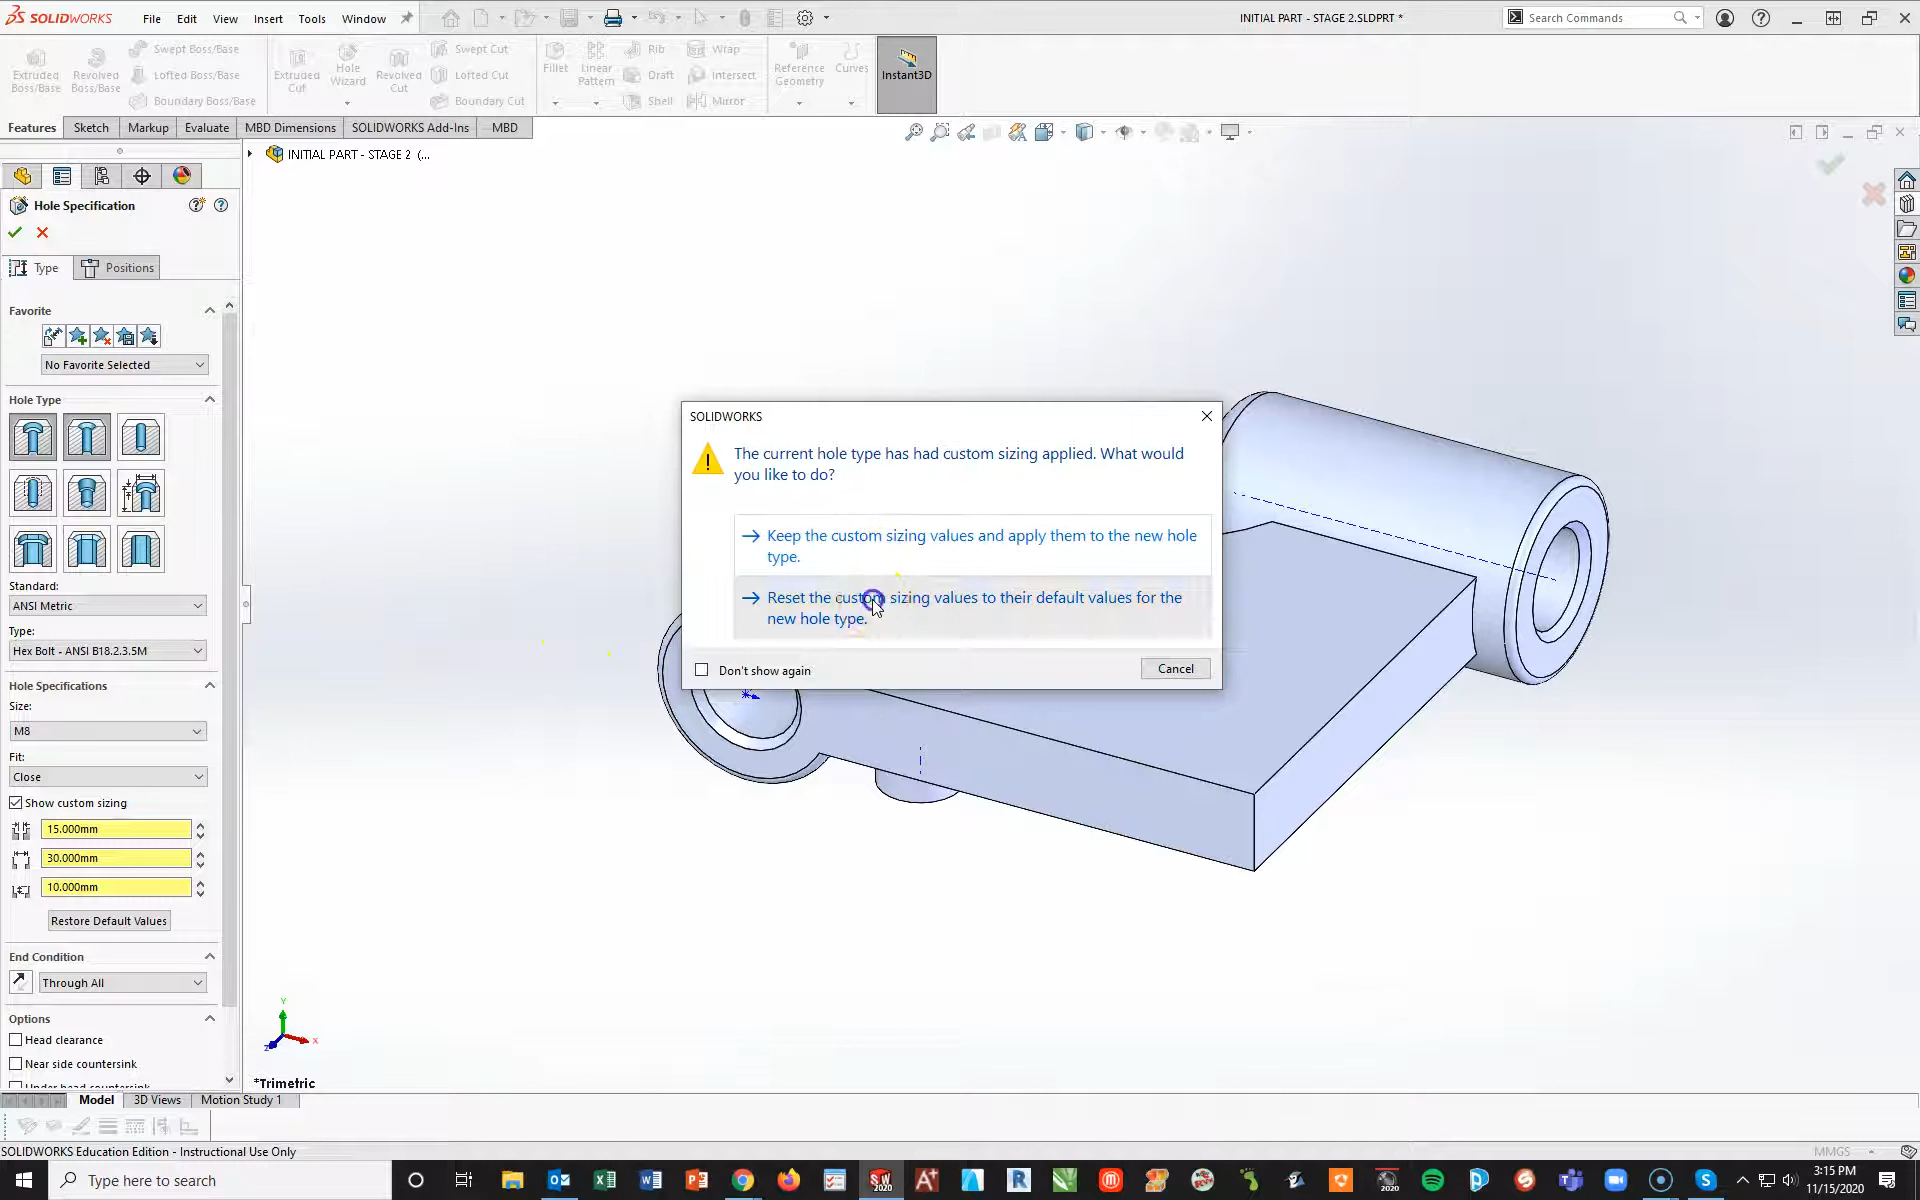 SOLIDWORKS File Edit View Insert Tools Window INITIAL PART - STAGE 2.SLDPRT * Search Commands
Extruded Boss/Base
Revolved Boss/Base
Swept Boss/Base
Lofted Boss/Base
Boundary Boss/Base
Extruded Cut
Hole Wizard
Revolved Cut
Swept Cut
Lofted Cut
Boundary Cut
Fillet
Linear Pattern
Rib
Draft
Shell
Wrap
Intersect
Mirror
Reference Geometry
Curves
Instant3D
Features Sketch Markup Evaluate MBD Dimensions SOLIDWORKS Add-Ins MBD
INITIAL PART - STAGE 2 (...
Hole Specification
Type Positions
Favorite
No Favorite Selected
Hole Type
Standard:
ANSI Metric
Type:
Hex Bolt - ANSI B18.2.3.5M
Hole Specifications
Size:
M8
Fit:
Close
Show custom sizing
15.000mm
30.000mm
10.000mm
Restore Default Values
End Condition
Through All
Options
Head clearance
Near side countersink
Under head countersink
SOLIDWORKS
The current hole type has had custom sizing applied. What would
you like to do?
Keep the custom sizing values and apply them to the new hole
type.
Reset the custom sizing values to their default values for the
new hole type.
Don't show again Cancel
Y
X
Z
*Trimetric
Model 3D Views Motion Study 1
SOLIDWORKS Education Edition - Instructional Use Only MMGS
Type here to search
SW
2020
2020
3:15 PM
11/15/2020